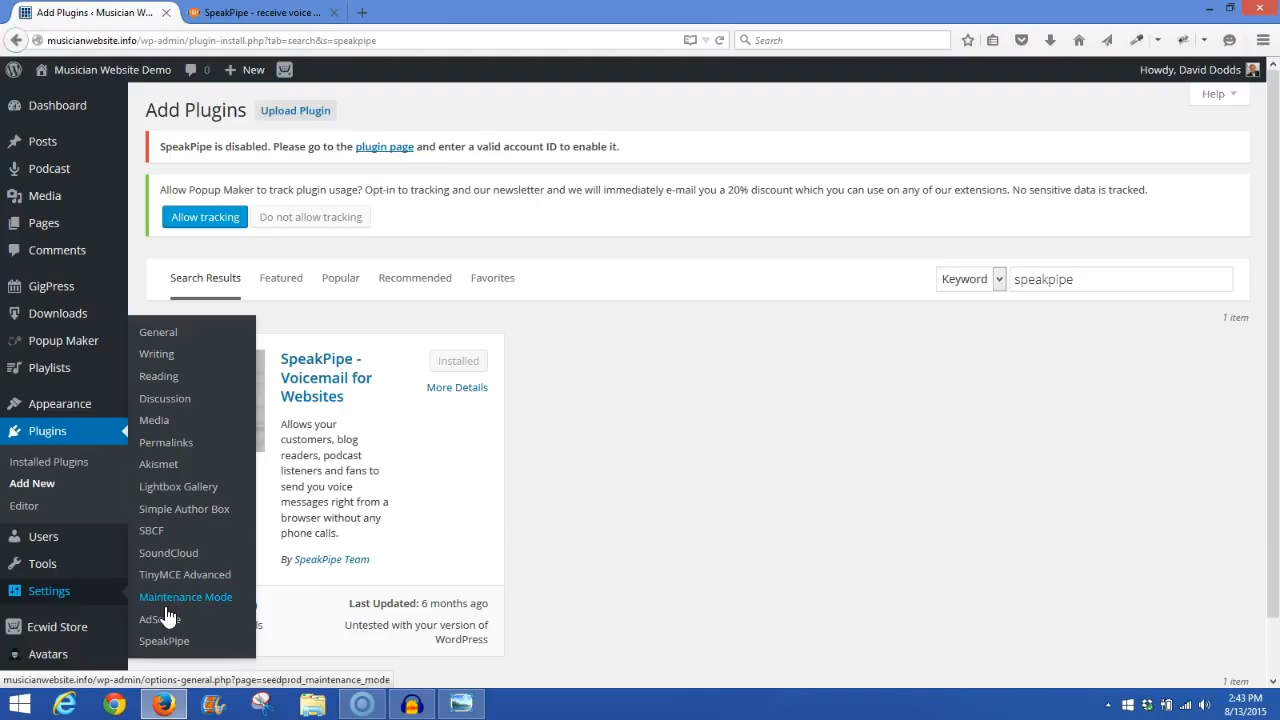 Add Plugins ‹ Musician W...
SpeakPipe - receive voice ...
musicianwebsite.info/wp-admin/plugin-install.php?tab=search&s=speakpipe
Search
Musician Website Demo
0
New
Howdy, David Dodds
Add Plugins
Upload Plugin
Help
SpeakPipe is disabled. Please go to the plugin page and enter a valid account ID to enable it.
Allow Popup Maker to track plugin usage? Opt-in to tracking and our newsletter and we will immediately e-mail you a 20% discount which you can use on any of our extensions. No sensitive data is tracked.
Allow tracking
Do not allow tracking
Search Results
Featured
Popular
Recommended
Favorites
Keyword
speakpipe
1 item
Dashboard
Posts
Podcast
Media
Pages
Comments
GigPress
Downloads
Popup Maker
Playlists
Appearance
Plugins
Installed Plugins
Add New
Editor
Users
Tools
Settings
Ecwid Store
Avatars
General
Writing
Reading
Discussion
Media
Permalinks
Akismet
Lightbox Gallery
Simple Author Box
SBCF
SoundCloud
TinyMCE Advanced
Maintenance Mode
SpeakPipe
SpeakPipe -
Voicemail for
Websites
Installed
More Details
Allows your
customers, blog
readers, podcast
listeners and fans to
send you voice
messages right from a
browser without any
phone calls.
By SpeakPipe Team
Last Updated: 6 months ago
Untested with your version of
WordPress
musicianwebsite.info/wp-admin/options-general.php?page=seedprod_maintenance_mode
1 item
2:43 PM
8/13/2015